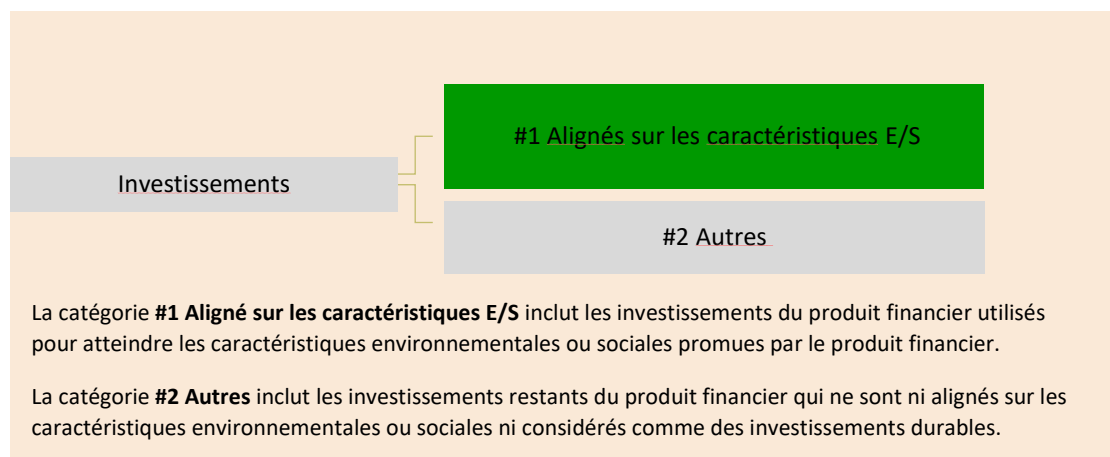 #1 Alignés sur les caractéristiques E/S
Investissements
#2 Autres
La catégorie #1 Aligné sur les caractéristiques E/S inclut les investissements du produit financier utilisés
pour atteindre les caractéristiques environnementales ou sociales promues par le produit financier.
La catégorie #2 Autres inclut les investissements restants du produit financier qui ne sont ni alignés sur les
caractéristiques environnementales ou sociales ni considérés comme des investissements durables.